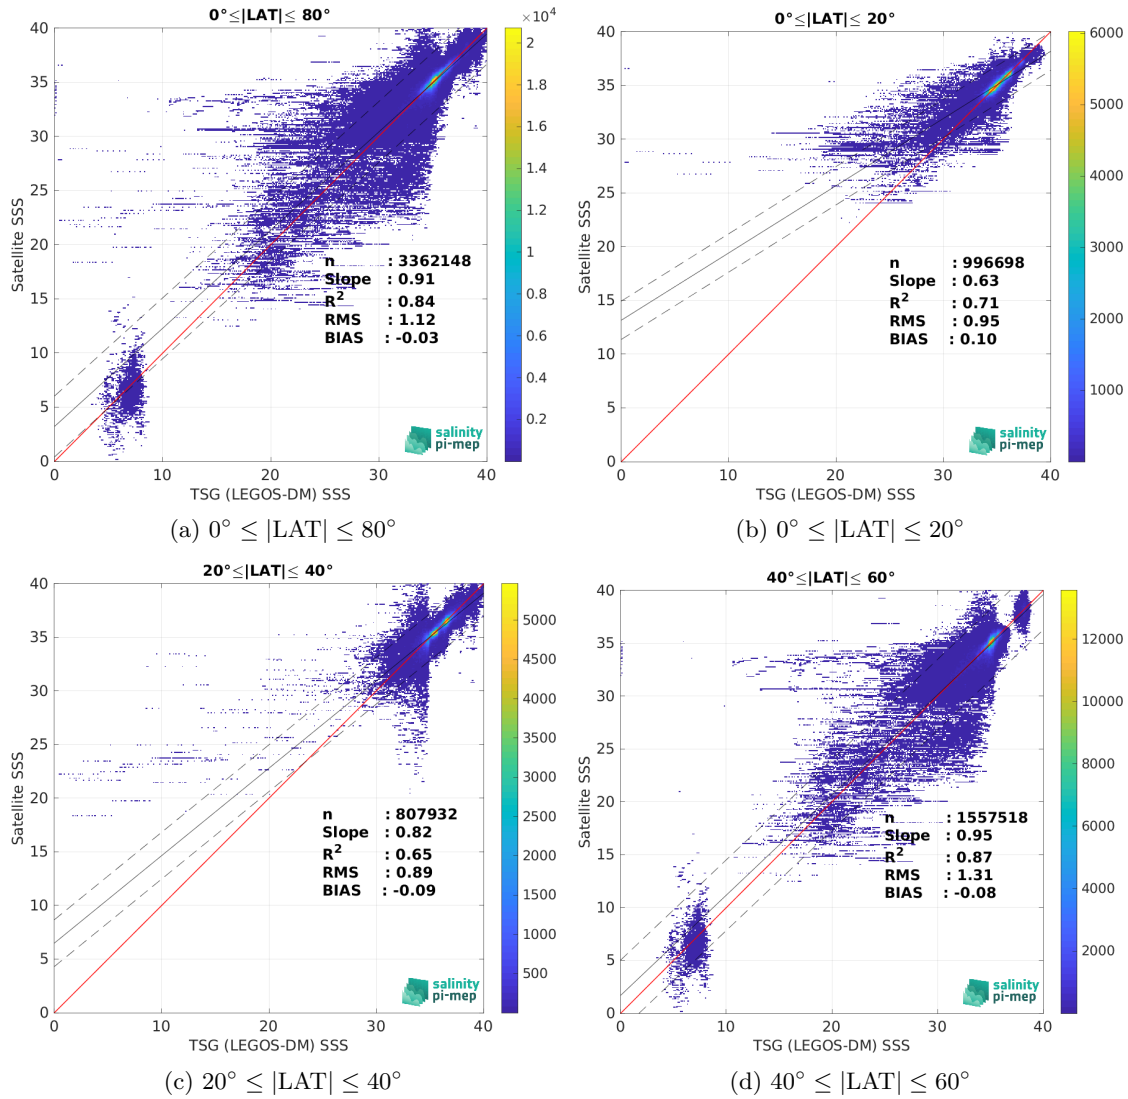 0°≤|LAT|≤ 80°
×10⁴
Satellite SSS
40
35
30
25
20
15
10
5
0
0
10
20
30
40
n : 3362148
Slope : 0.91
R² : 0.84
RMS : 1.12
BIAS : -0.03
salinity
pi-mep
2
1.8
1.6
1.4
1.2
1
0.8
0.6
0.4
0.2
TSG (LEGOS-DM) SSS
(a) 0° ≤ |LAT| ≤ 80°
0°≤|LAT|≤ 20°
Satellite SSS
40
35
30
25
20
15
10
5
0
0
10
20
30
40
n : 996698
Slope : 0.63
R² : 0.71
RMS : 0.95
BIAS : 0.10
salinity
pi-mep
6000
5000
4000
3000
2000
1000
TSG (LEGOS-DM) SSS
(b) 0° ≤ |LAT| ≤ 20°
20°≤|LAT|≤ 40°
Satellite SSS
40
35
30
25
20
15
10
5
0
0
10
20
30
40
n : 807932
Slope : 0.82
R² : 0.65
RMS : 0.89
BIAS : -0.09
salinity
pi-mep
5000
4500
4000
3500
3000
2500
2000
1500
1000
500
TSG (LEGOS-DM) SSS
(c) 20° ≤ |LAT| ≤ 40°
40°≤|LAT|≤ 60°
Satellite SSS
40
35
30
25
20
15
10
5
0
0
10
20
30
40
n : 1557518
Slope : 0.95
R² : 0.87
RMS : 1.31
BIAS : -0.08
salinity
pi-mep
12000
10000
8000
6000
4000
2000
TSG (LEGOS-DM) SSS
(d) 40° ≤ |LAT| ≤ 60°